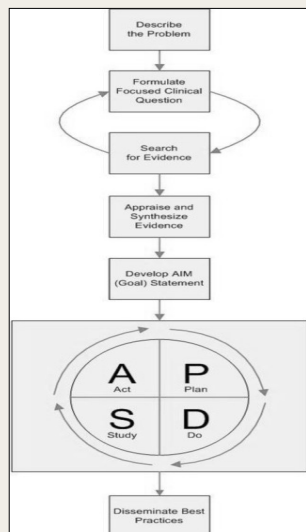 Describe
the Problem
Formulate
Focused Clinical
Question
Search
for Evidence
Appraise and
Synthesize
Evidence
Develop AIM
(Goal) Statement
A
Act
P
Plan
S
Study
D
Do
Disseminate Best
Practices